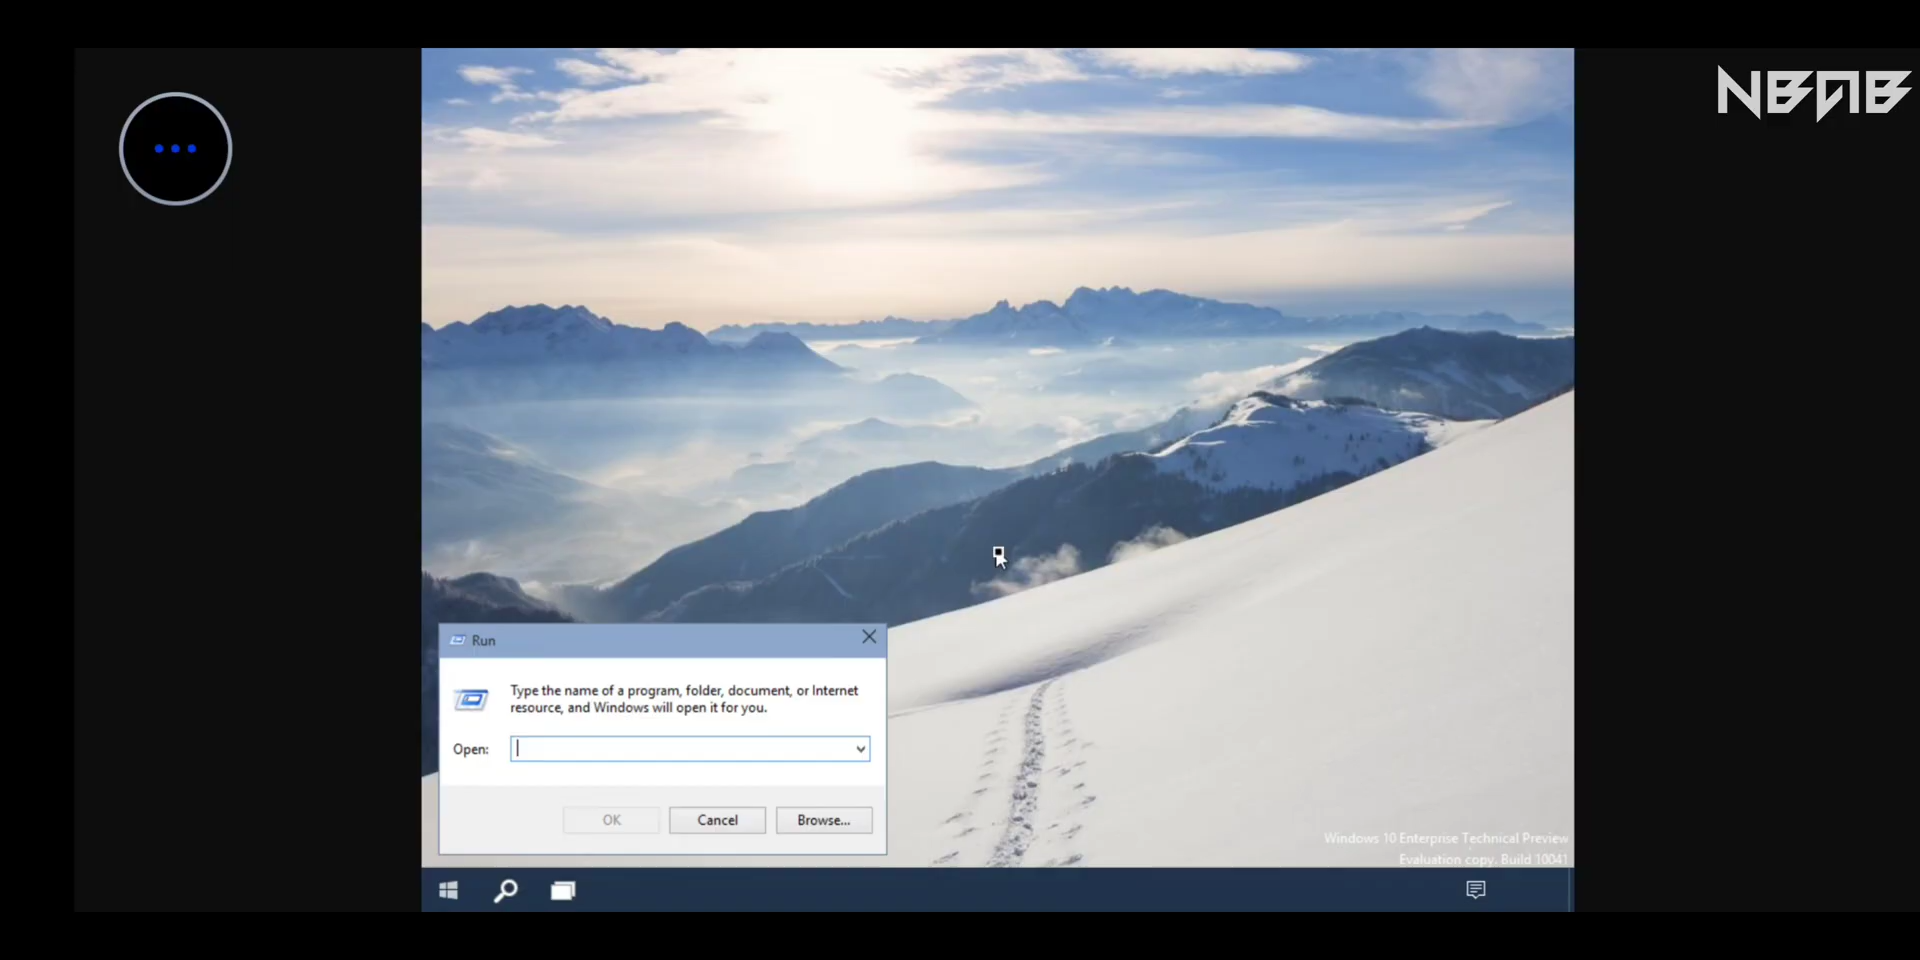 NBAB
Run
Type the name of a program, folder, document, or Internet
resource, and Windows will open it for you.
Open:
OK
Cancel
Browse...
Windows 10 Enterprise Technical Preview
Evaluation copy. Build 10041